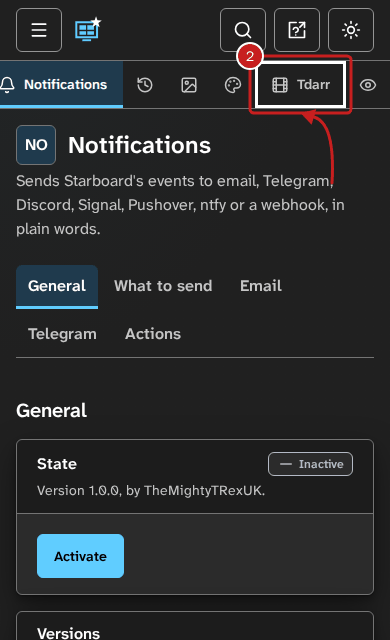 2
Notifications
Tdarr
NO
Notifications
Sends Starboard's events to email, Telegram,
Discord, Signal, Pushover, ntfy or a webhook, in
plain words.
General
What to send
Email
Telegram
Actions
General
State
Inactive
Version 1.0.0, by TheMightyTRexUK.
Activate
Versions